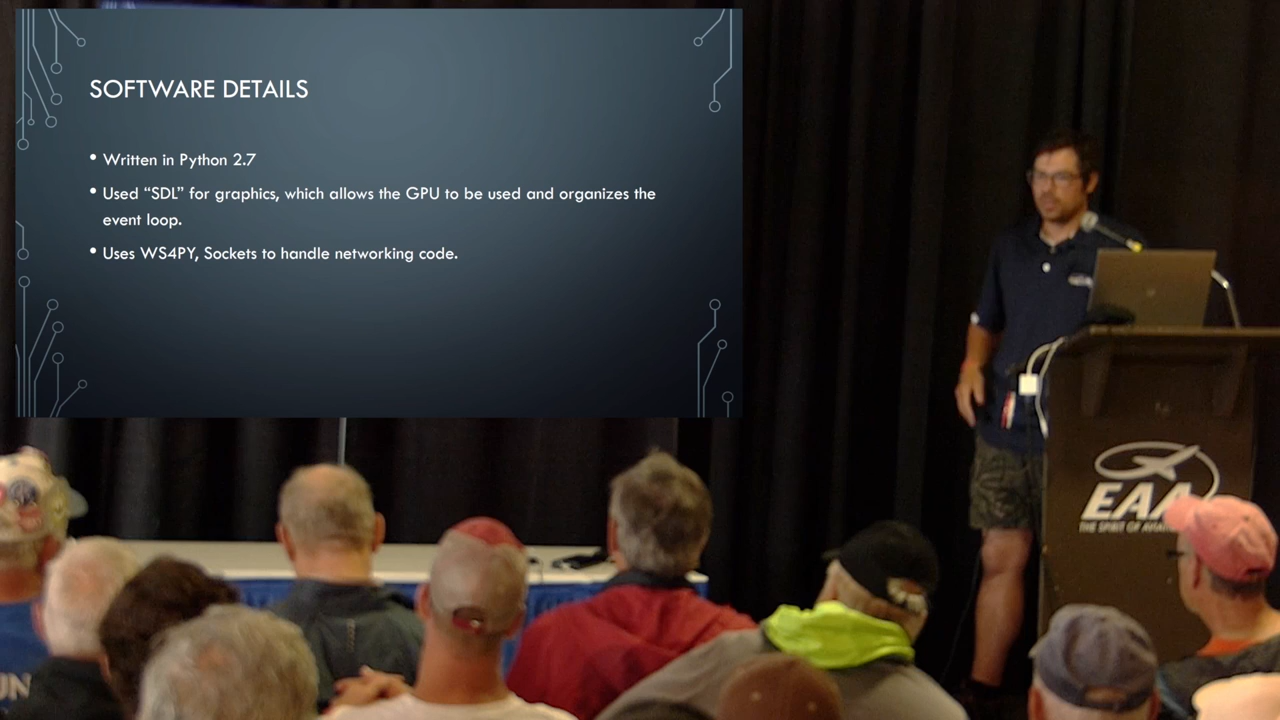 SOFTWARE DETAILS
• Written in Python 2.7
• Used “SDL” for graphics, which allows the GPU to be used and organizes the
event loop.
• Uses WS4PY, Sockets to handle networking code.
EAA
THE SPIRIT OF
UN